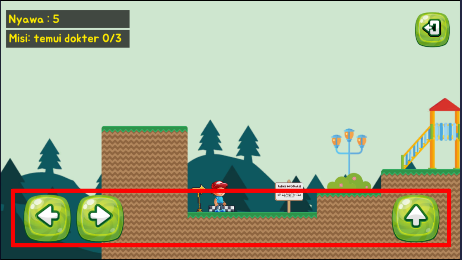 Nyawa : 5
Misi: temui dokter 0/3